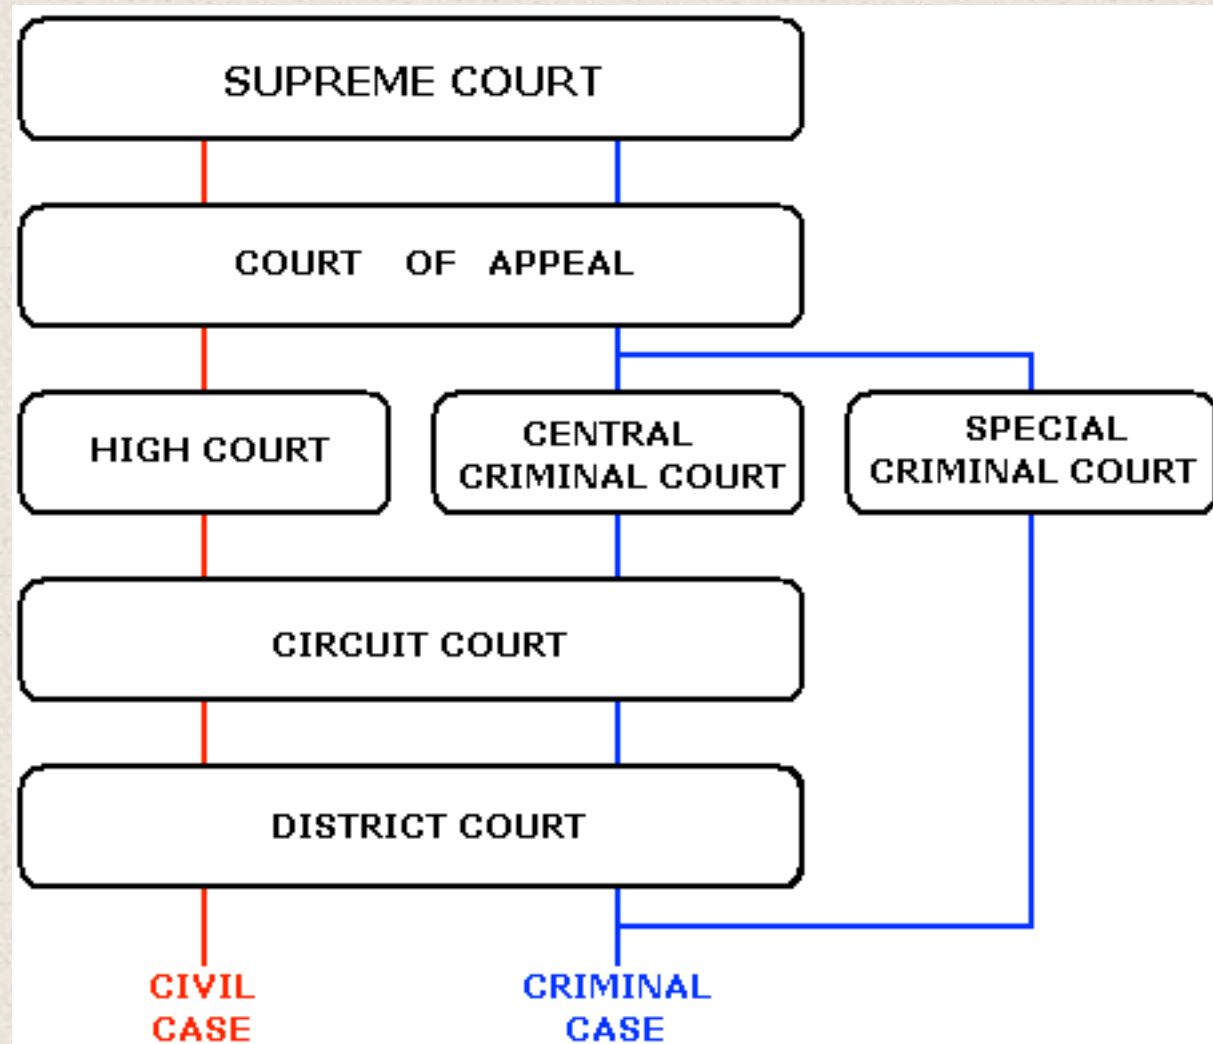 SUPREME COURT
COURT OF APPEAL
HIGH COURT
CENTRAL
CRIMINAL COURT
SPECIAL
CRIMINAL COURT
CIRCUIT COURT
DISTRICT COURT
CIVIL
CASE
CRIMINAL
CASE